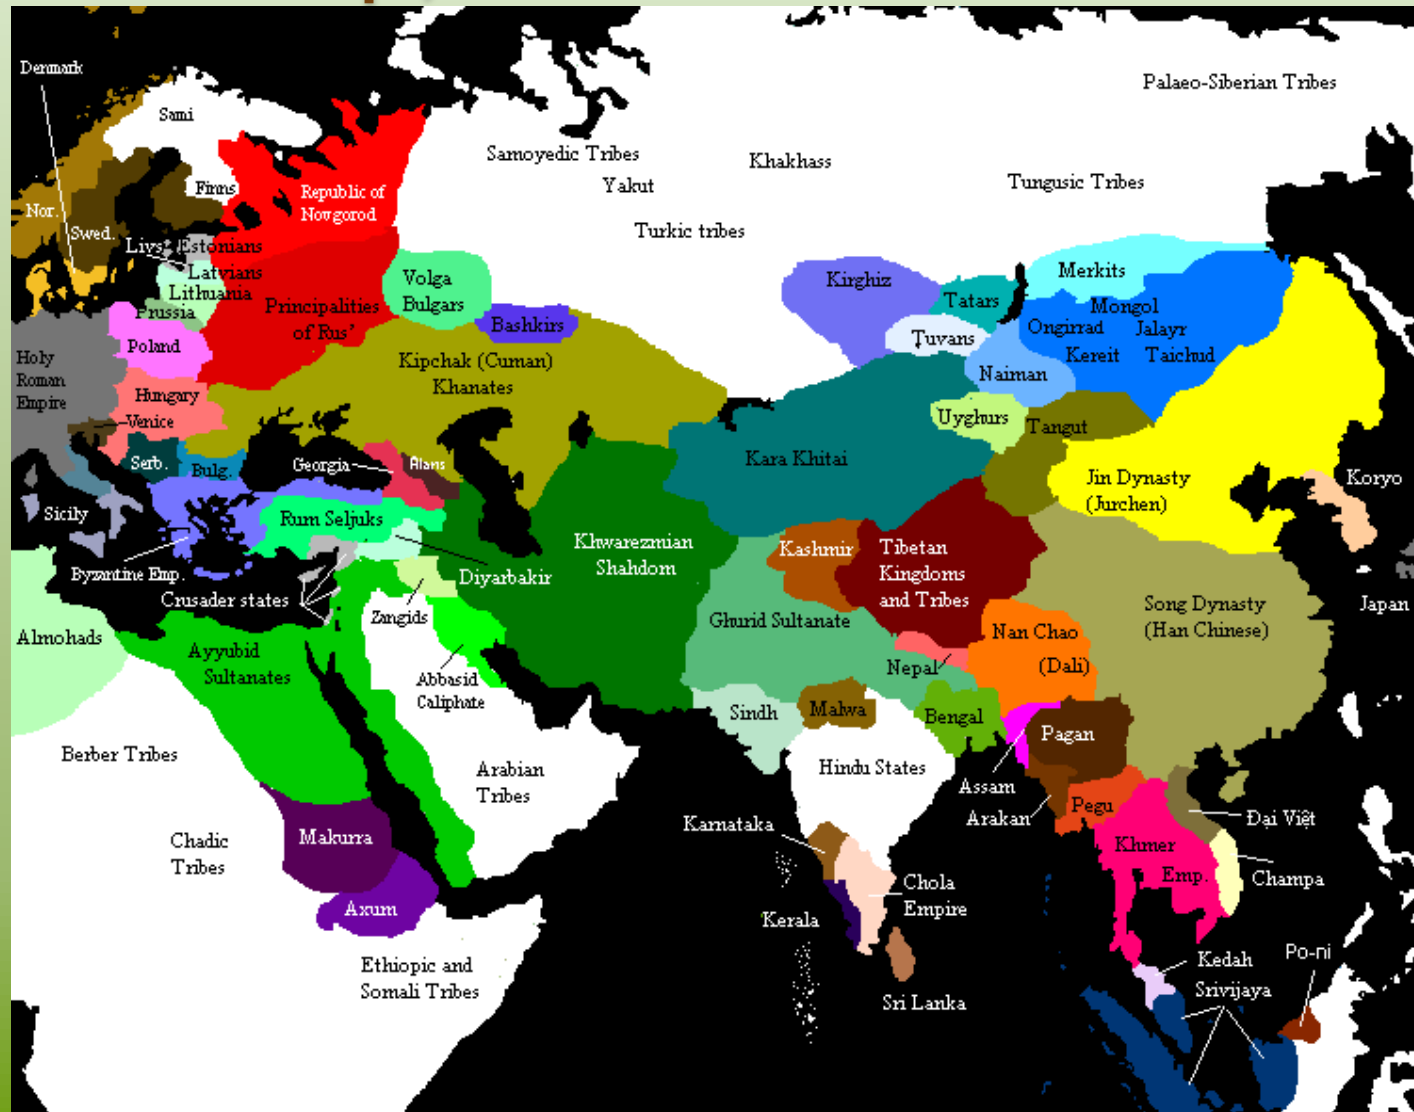 Denmark
Palaeo-Siberian Tribes
Sami
Samoyedic Tribes
Khakhass
Yakut
Tungusic Tribes
Finns
Republic of
Novgorod
Nor.
Swed.
Turkic tribes
Livs
Estonians
Latvians
Lithuania
Prussia
Principalities
of Rus'
Volga
Bulgars
Bashkirs
Kirghiz
Tatars
Merkits
Mongol
Ongirrad
Jalayr
Kereit
Taichud
Tuvans
Naiman
Holy
Roman
Empire
Poland
Kipchak (Cuman)
Khanates
Hungary
Venice
Uyghurs
Tangut
Serb.
Bulg.
Georgia
Alans
Kara Khitai
Jin Dynasty
(Jurchen)
Koryo
Sicily
Rum Seljuks
Byzantine Emp.
Diyarbakir
Khwarezmian
Shahdom
Kashmir
Tibetan
Kingdoms
and Tribes
Crusader states
Zangids
Almohads
Ayyubid
Sultanates
Abbasid
Caliphate
Ghurid Sultanate
Nepal
Nan Chao
(Dali)
Song Dynasty
(Han Chinese)
Japan
Sindh
Malwa
Bengal
Pagan
Berber Tribes
Arabian
Tribes
Hindu States
Assam
Arakan
Pegu
Đại Việt
Karnataka
Chadic
Tribes
Makurra
Khmer
Emp.
Champa
Axum
Kerala
Chola
Empire
Ethiopic and
Somali Tribes
Sri Lanka
Kedah
Po-ni
Srivijaya